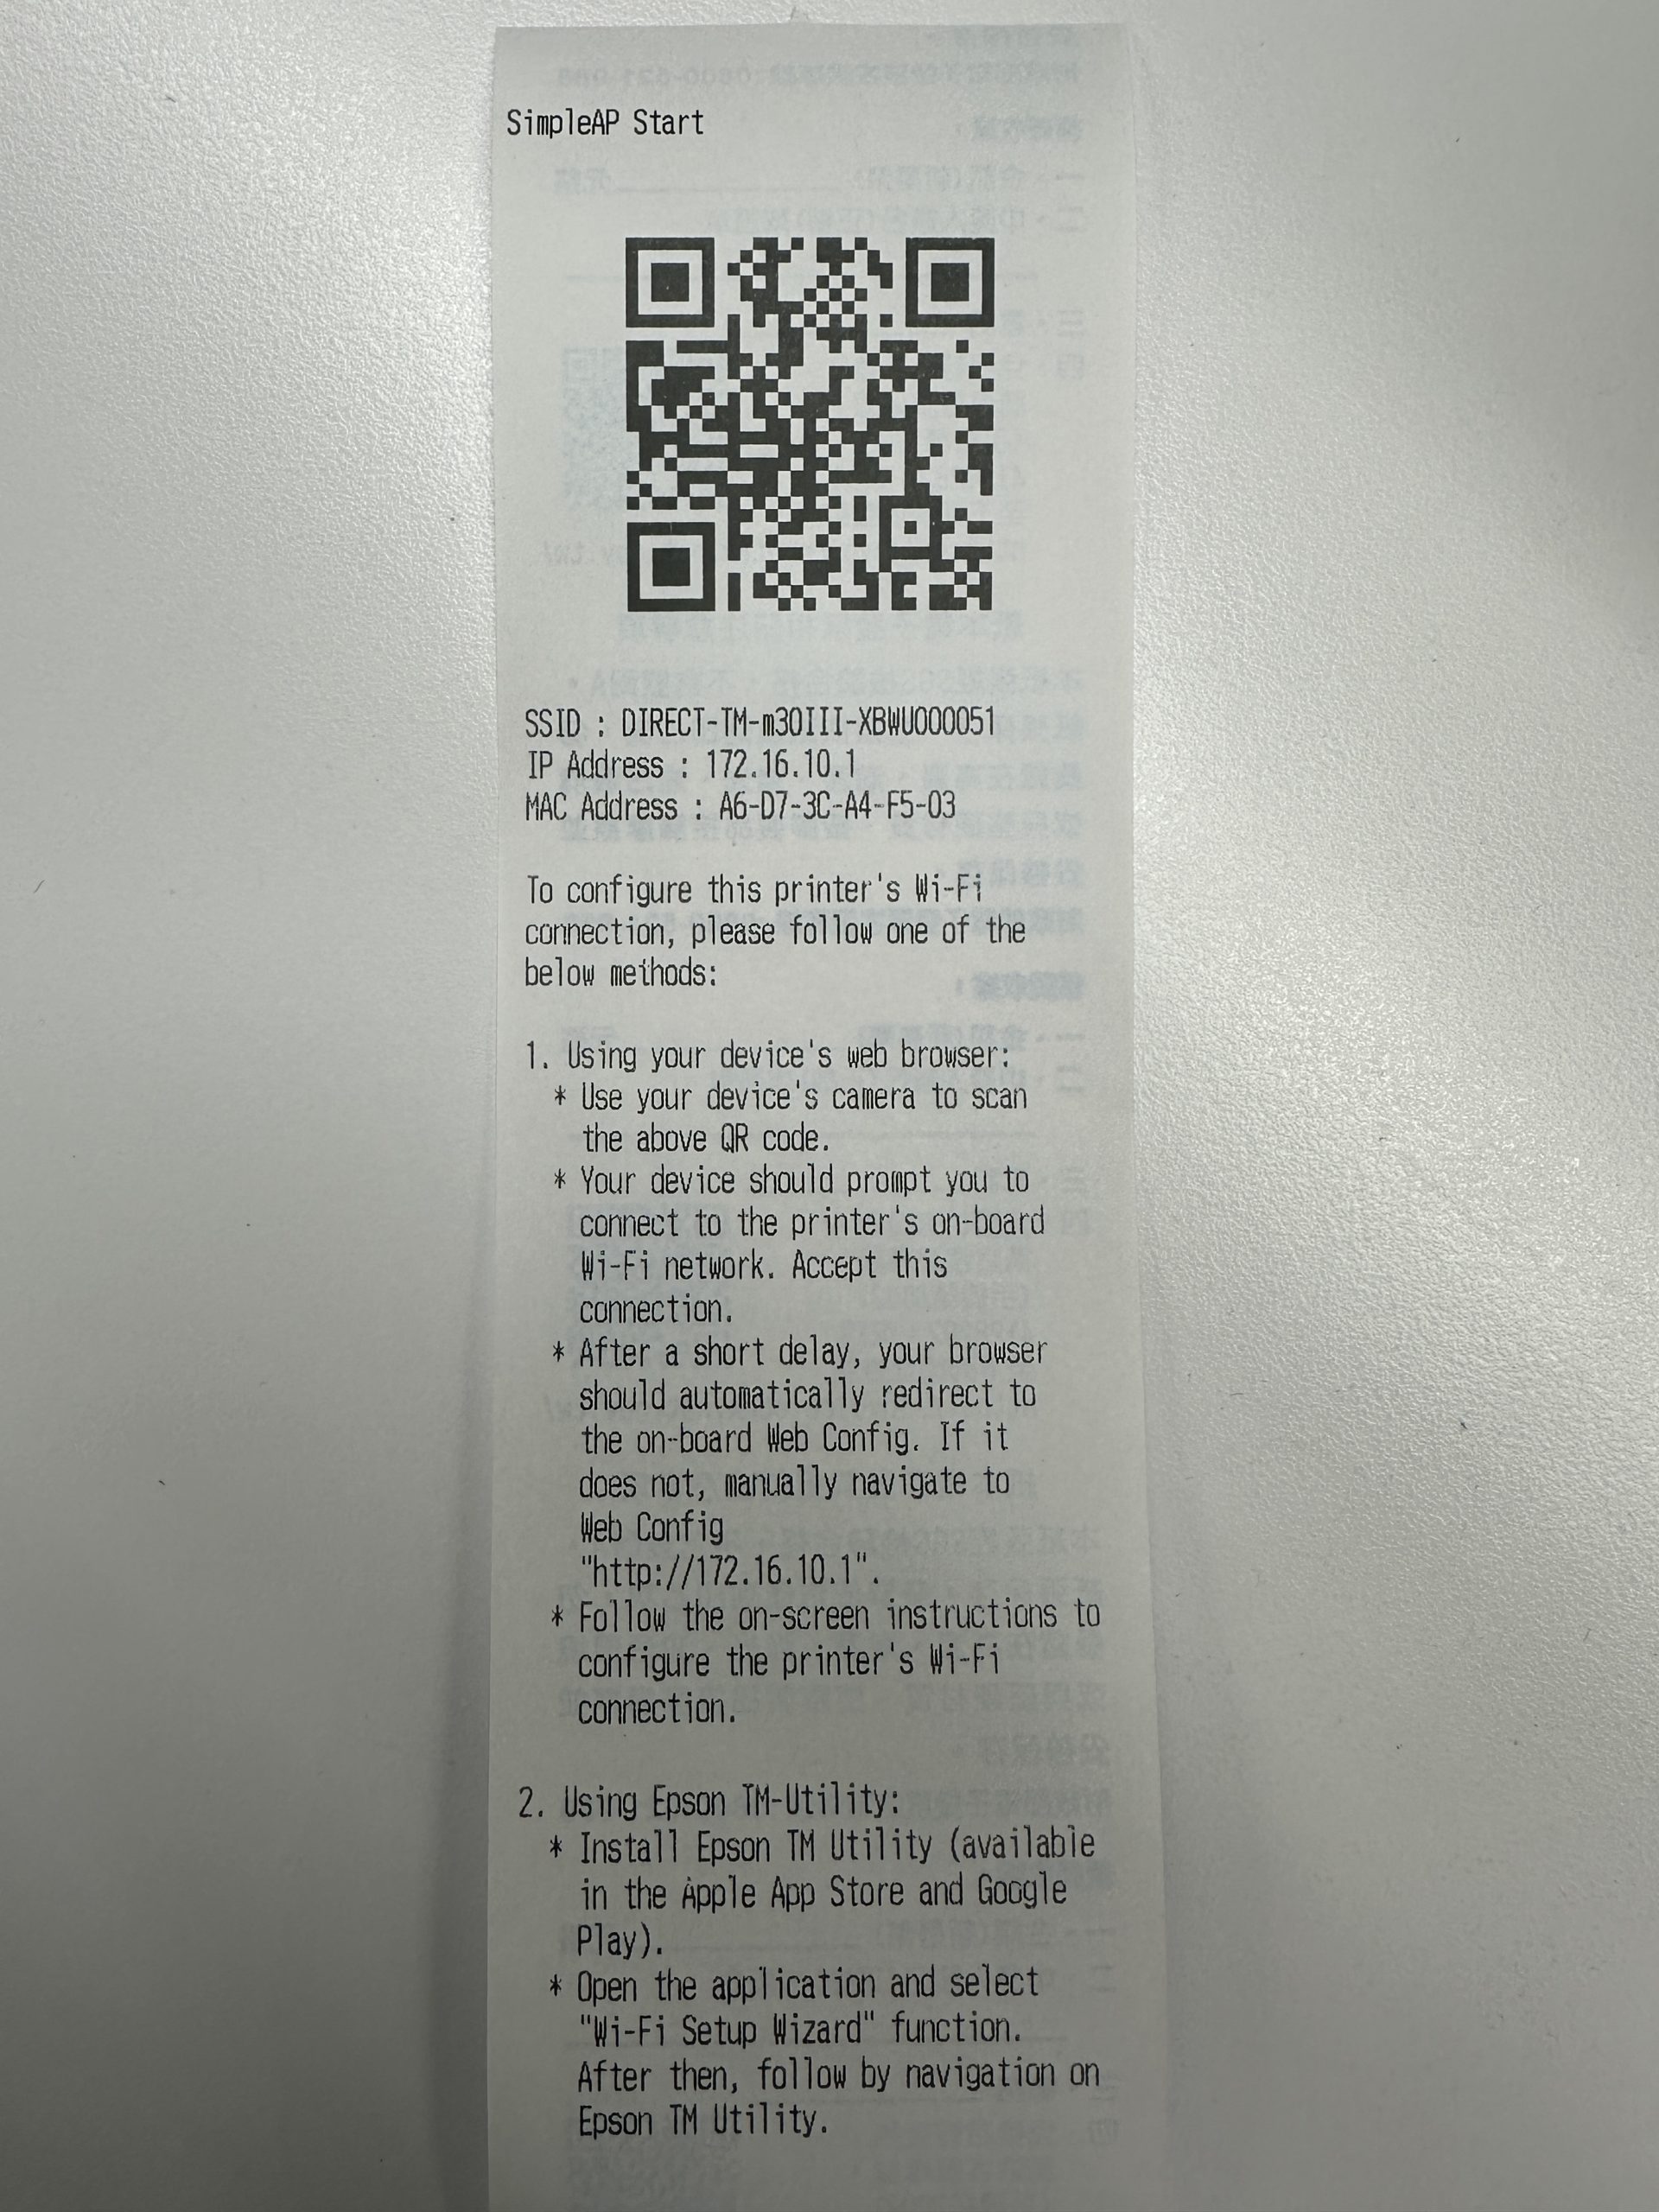 SimpleAP Start
SSID : DIRECT-TM-m30III-XBWU000051
IP Address : 172.16.10.1
MAC Address : A6-D7-3C-A4-F5-03
To configure this printer's Wi-Fi
connection, please follow one of the
below methods:
1. Using your device's web browser:
* Use your device's camera to scan
the above QR code.
* Your device should prompt you to
connect to the printer's on-board
Wi-Fi network. Accept this
connection.
* After a short delay, your browser
should automatically redirect to
the on-board Web Config. If it
does not, manually navigate to
Web Config
"http://172.16.10.1".
* Follow the on-screen instructions to
configure the printer's Wi-Fi
connection.
2. Using Epson TM-Utility:
* Install Epson TM Utility (available
in the Apple App Store and Google
Play).
* Open the application and select
"Wi-Fi Setup Wizard" function.
After then, follow by navigation on
Epson TM Utility.